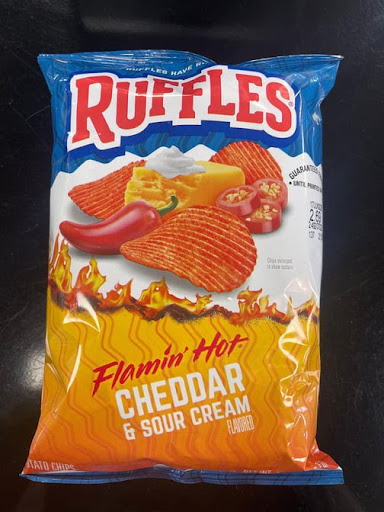 RUFFLES HAVE R
RUFFLES
GUARANTEED
• UNTIL PRINTED
Chips enlarged
to show texture.
Flamin' Hot
CHEDDAR
& SOUR CREAM
FLAVORED
TATO CHIPS